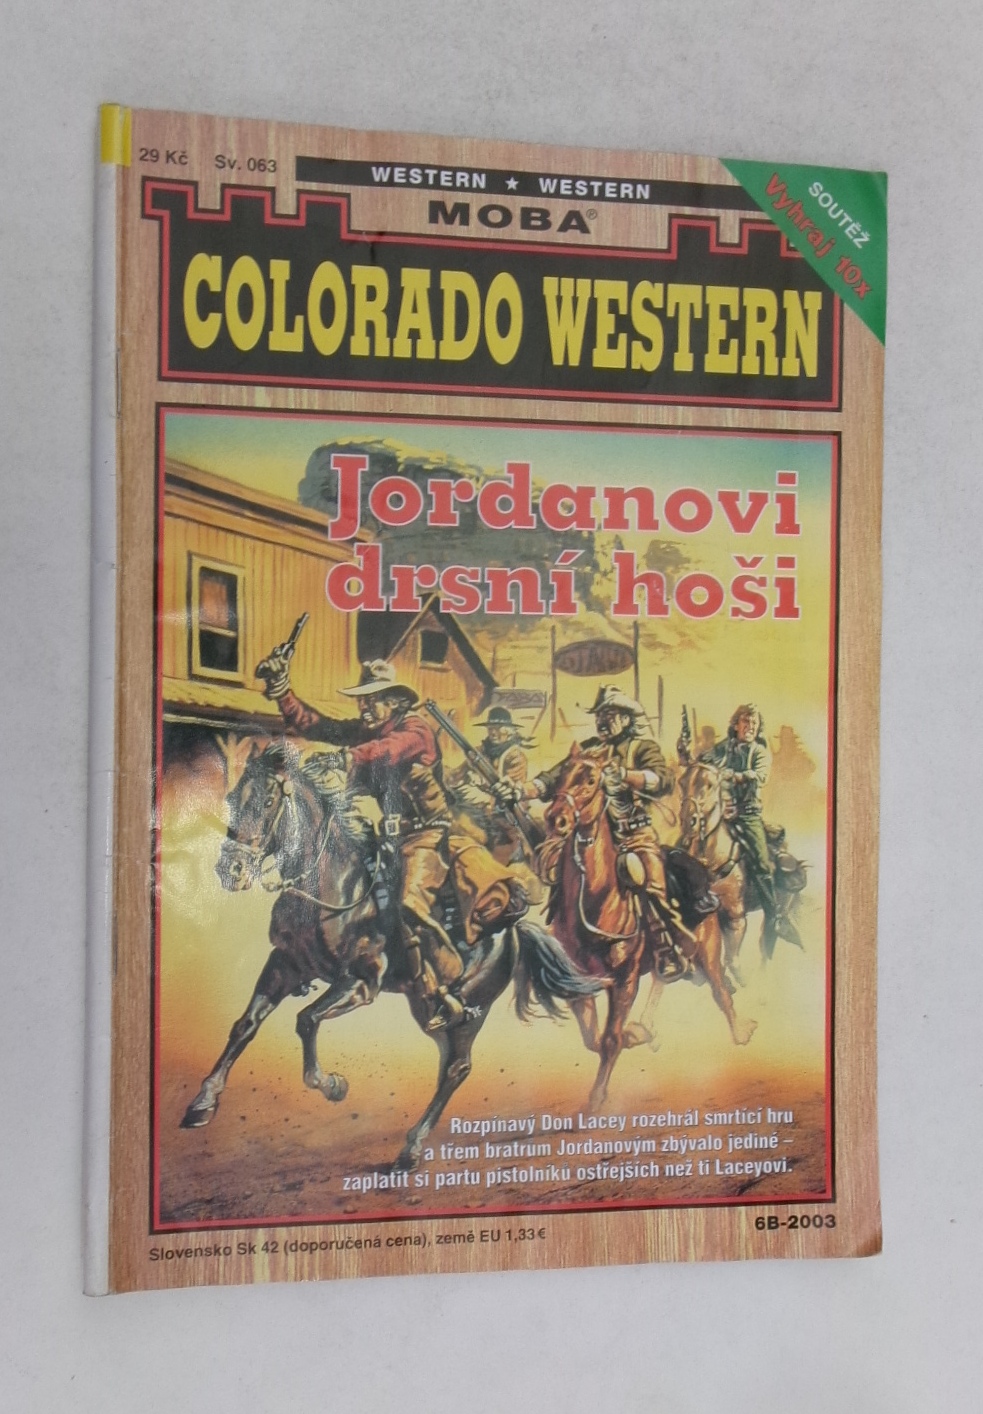 29 Kč Sv. 063
WESTERN ★ WESTERN
MOBA®
SOUTĚŽ
Vyhraj 10x
COLORADO WESTERN
Jordanovi
drsní hoši
Rozpínavý Don Lacey rozehrál smrtící hru
a třem bratrum Jordanovým zbývalo jediné –
zaplatit si partu pistolníků ostřejších než ti Laceyovi.
6B-2003
Slovensko Sk 42 (doporučená cena), země EU 1,33 €